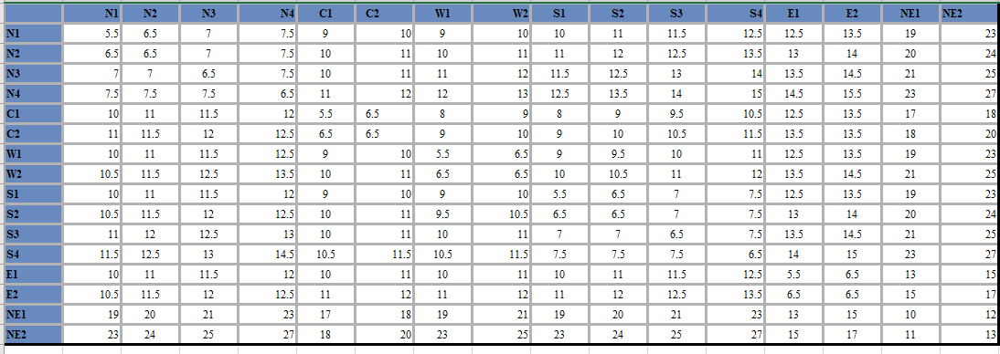 N1 N2 N3 N4 C1 C2 W1 W2 S1 S2 S3 S4 E1 E2 NE1 NE2
N1 5.5 6.5 7 7.5 9 10 9 10 10 11 11.5 12.5 12.5 13.5 19 23
N2 6.5 6.5 7 7.5 10 11 10 11 11 12 12.5 13.5 13 14 20 24
N3 7 7 6.5 7.5 10 11 11 12 11.5 12.5 13 14 13.5 14.5 21 25
N4 7.5 7.5 7.5 6.5 11 12 12 13 12.5 13.5 14 15 14.5 15.5 23 27
C1 10 11 11.5 12 5.5 6.5 8 9 8 9 9.5 10.5 12.5 13.5 17 18
C2 11 11.5 12 12.5 6.5 6.5 9 10 9 10 10.5 11.5 13.5 13.5 18 20
W1 10 11 11.5 12.5 9 10 5.5 6.5 9 9.5 10 11 12.5 13.5 19 23
W2 10.5 11.5 12.5 13.5 10 11 6.5 6.5 10 10.5 11 12 13.5 14.5 21 25
S1 10 11 11.5 12 9 10 9 10 5.5 6.5 7 7.5 12.5 13.5 19 23
S2 10.5 11.5 12 12.5 10 11 9.5 10.5 6.5 6.5 7 7.5 13 14 20 24
S3 11 12 12.5 13 10 11 10 11 7 7 6.5 7.5 13.5 14.5 21 25
S4 11.5 12.5 13 14.5 10.5 11.5 10.5 11.5 7.5 7.5 7.5 6.5 14 15 23 27
E1 10 11 11.5 12 10 11 10 11 10 11 11.5 12.5 5.5 6.5 13 15
E2 10.5 11.5 12 12.5 11 12 11 12 11 12 12.5 13.5 6.5 6.5 15 17
NE1 19 20 21 23 17 18 19 21 19 20 21 23 13 15 10 12
NE2 23 24 25 27 18 20 23 25 23 24 25 27 15 17 11 13